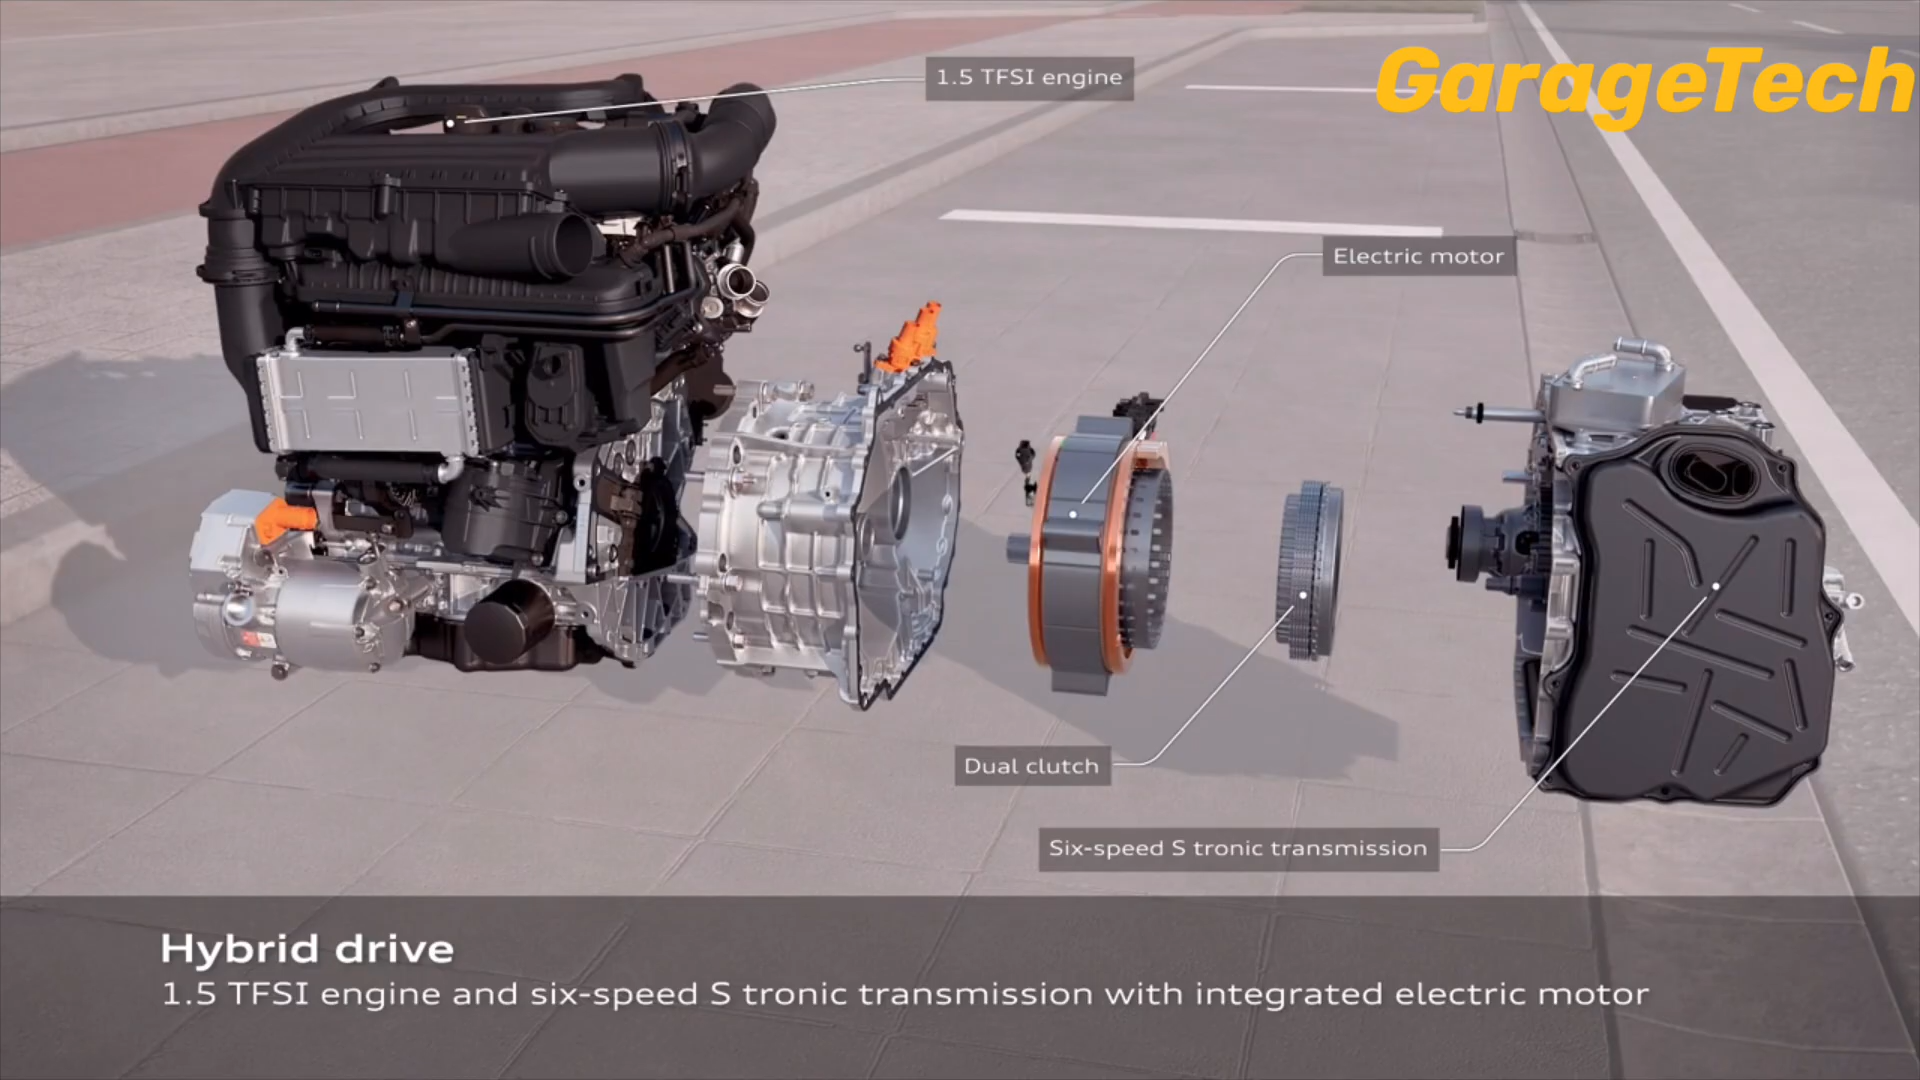 GarageTech
1.5 TFSI engine
Electric motor
Dual clutch
Six-speed S tronic transmission
Hybrid drive
1.5 TFSI engine and six-speed S tronic transmission with integrated electric motor